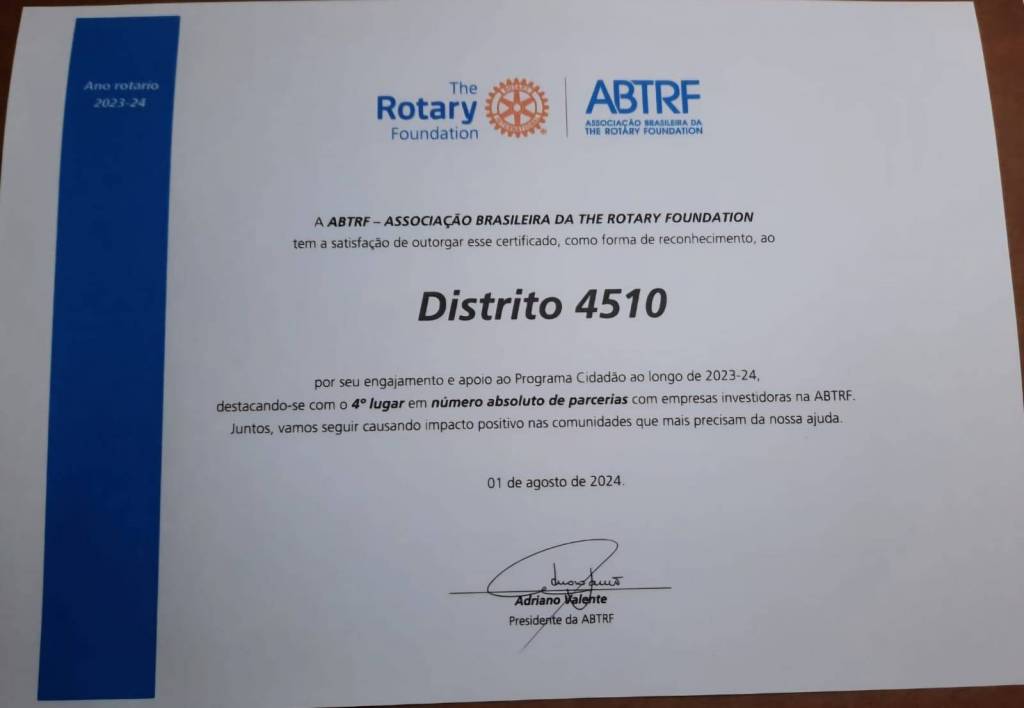 Ano rotário
2023-24
The
Rotary
Foundation
ABTRF
ASSOCIAÇÃO BRASILEIRA DA
THE ROTARY FOUNDATION
A ABTRF – ASSOCIAÇÃO BRASILEIRA DA THE ROTARY FOUNDATION
tem a satisfação de outorgar esse certificado, como forma de reconhecimento, ao
Distrito 4510
por seu engajamento e apoio ao Programa Cidadão ao longo de 2023-24,
destacando-se com o 4º lugar em número absoluto de parcerias com empresas investidoras na ABTRF.
Juntos, vamos seguir causando impacto positivo nas comunidades que mais precisam da nossa ajuda.
01 de agosto de 2024.
Adriano Valente
Presidente da ABTRF